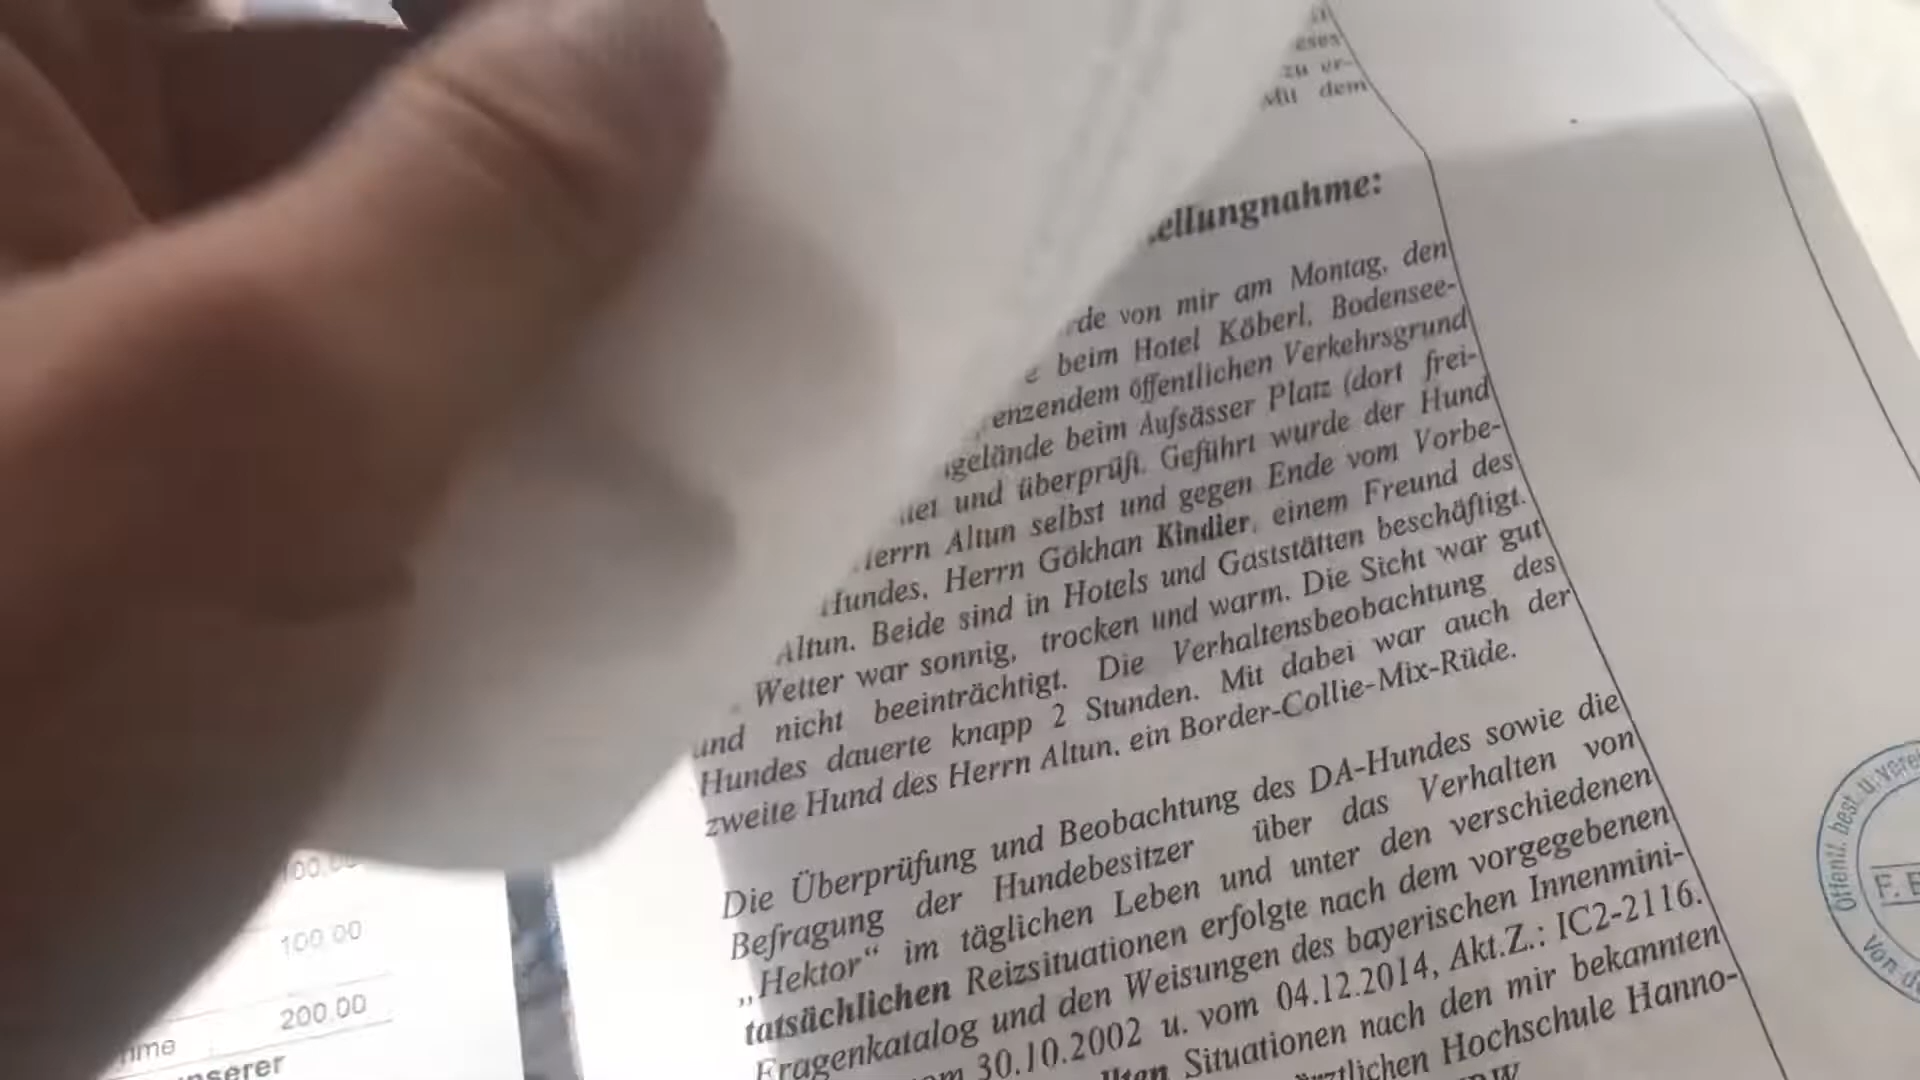 eses
zu er-
Mit dem
ellungnahme:
von mir am Montag, den
beim Hotel Köberl, Bodensee-
enzendem öffentlichen Verkehrsgrund
gelände beim Aufsässer Platz (dort frei-
und überprüft. Geführt wurde der Hund
Herrn Altun selbst und gegen Ende vom Vorbe-
Hundes, Herrn Gökhan Kindler, einem Freund des
Altun. Beide sind in Hotels und Gaststätten beschäftigt.
Wetter war sonnig, trocken und warm. Die Sicht war gut
und nicht beeinträchtigt. Die Verhaltensbeobachtung des
Hundes dauerte knapp 2 Stunden. Mit dabei war auch der
zweite Hund des Herrn Altun, ein Border-Collie-Mix-Rüde.
Die Überprüfung und Beobachtung des DA-Hundes sowie die
Befragung der Hundebesitzer über das Verhalten von
„Hektor“ im täglichen Leben und unter den verschiedenen
tatsächlichen Reizsituationen erfolgte nach dem vorgegebenen
Fragenkatalog und den Weisungen des bayerischen Innenmini-
30.10.2002 u. vom 04.12.2014, Akt.Z.: IC2-2116.
Situationen nach den mir bekannten
Hochschule Hanno-
Öffentl. best. u.
F.
Von
100.00
200.00